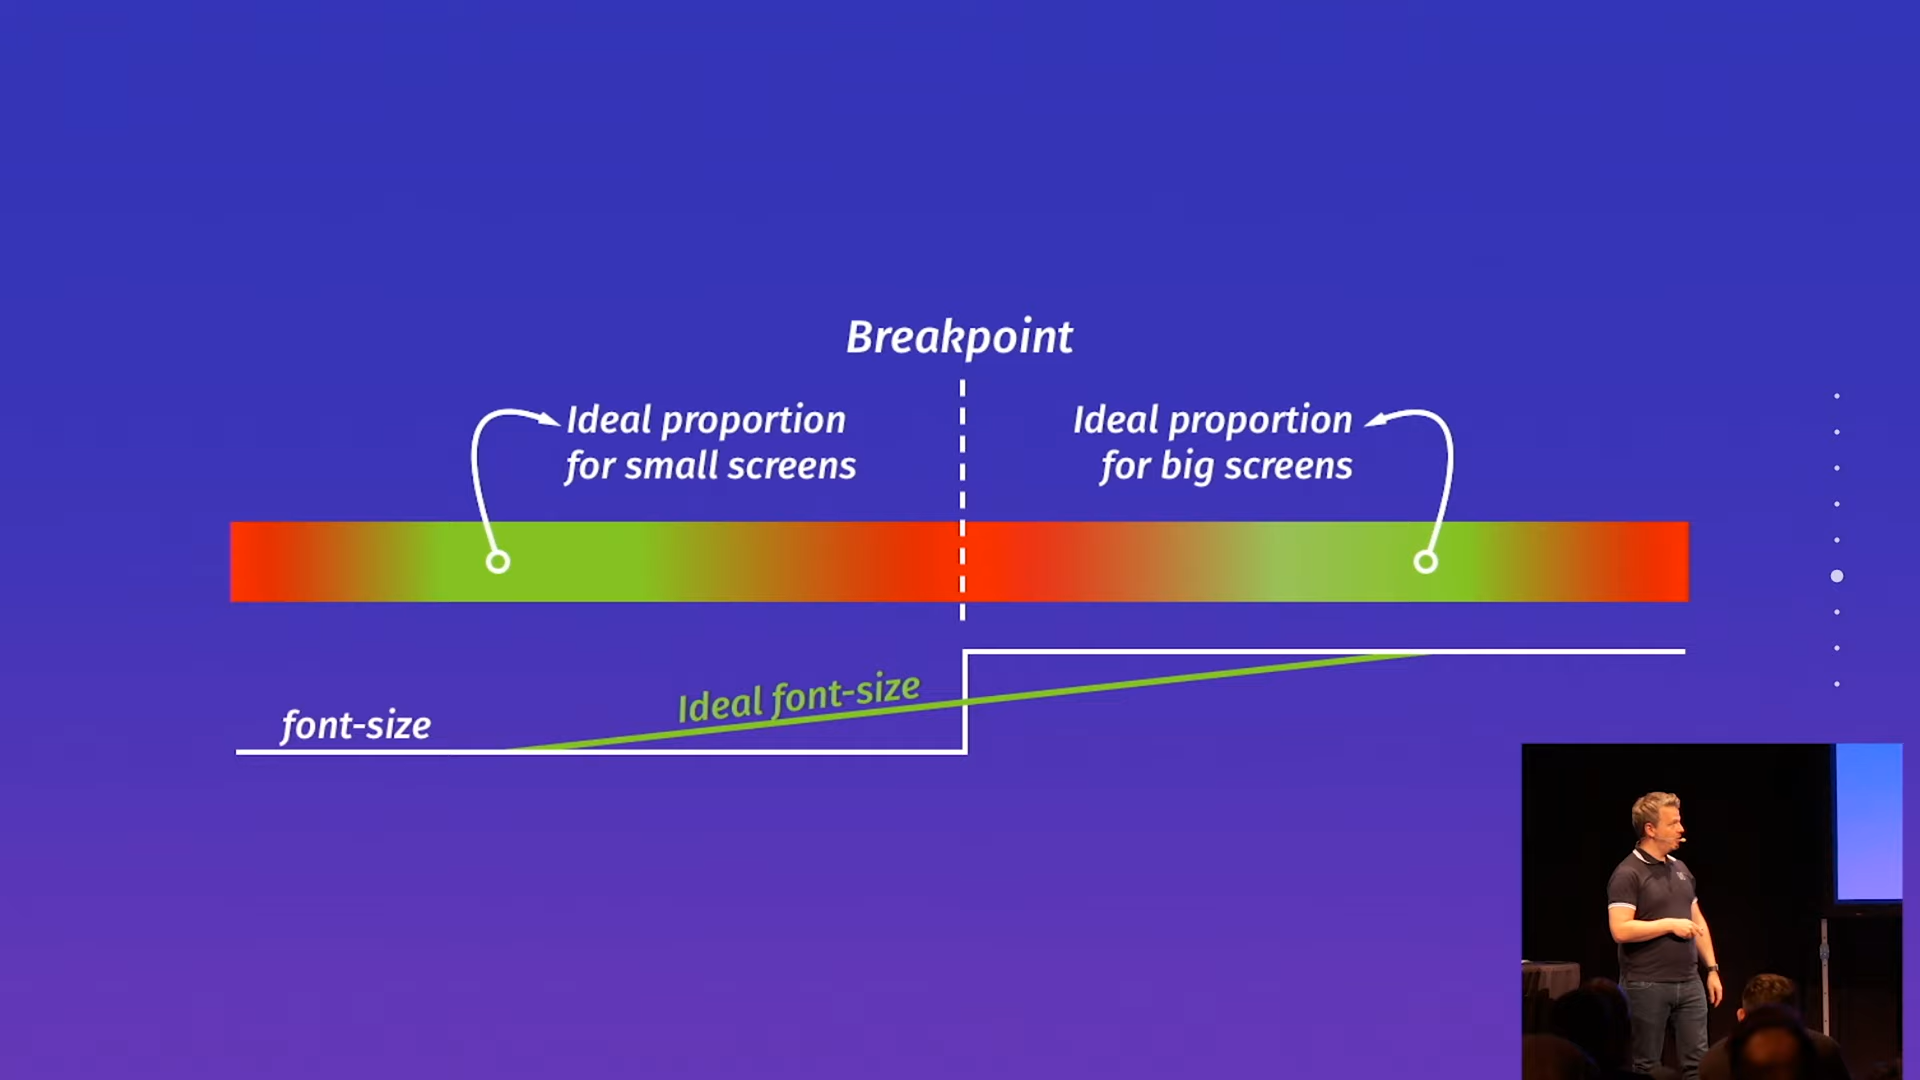 Breakpoint
Ideal proportion
for small screens
Ideal proportion
for big screens
Ideal font-size
font-size